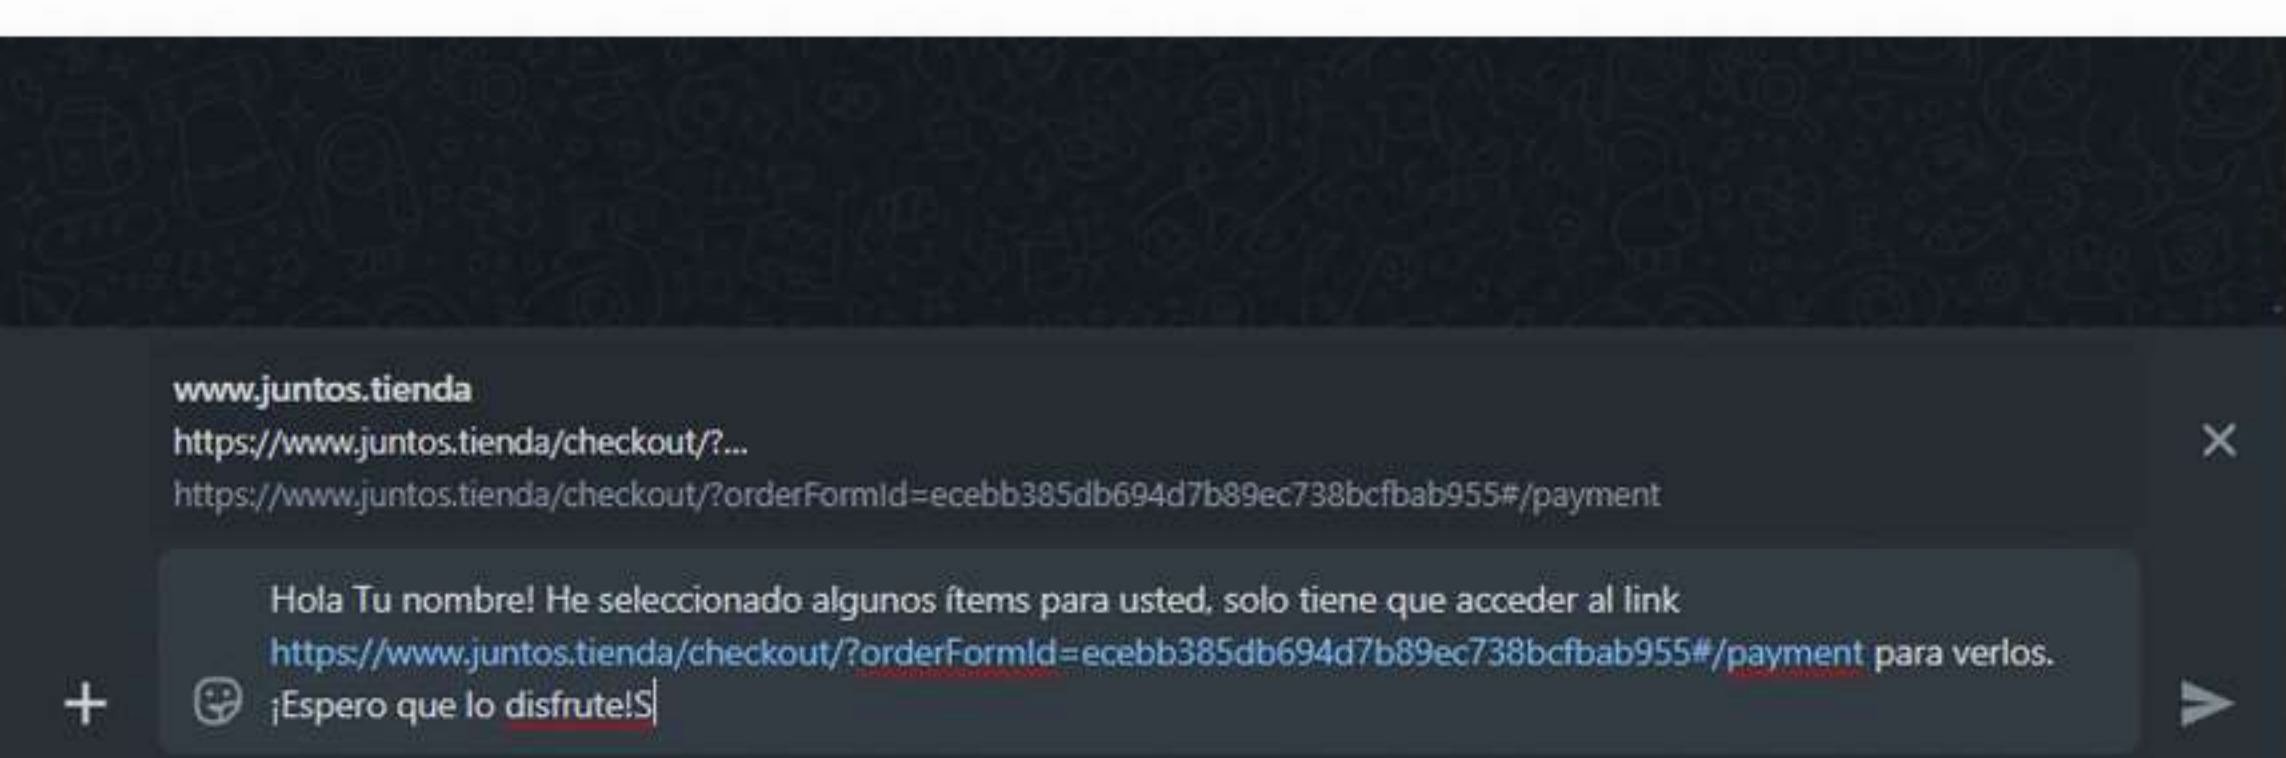 www.juntos.tienda
https://www.juntos.tienda/checkout/?...
https://www.juntos.tienda/checkout/?orderFormId=ecebb385db694d7b89ec738bcfbab955#/payment
Hola Tu nombre! He seleccionado algunos ítems para usted, solo tiene que acceder al link
https://www.juntos.tienda/checkout/?orderFormId=ecebb385db694d7b89ec738bcfbab955#/payment para verlos.
¡Espero que lo disfrute!S